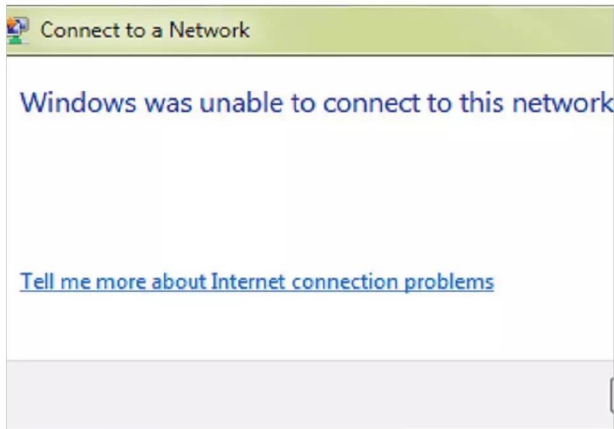 Connect to a Network
Windows was unable to connect to this network
Tell me more about Internet connection problems